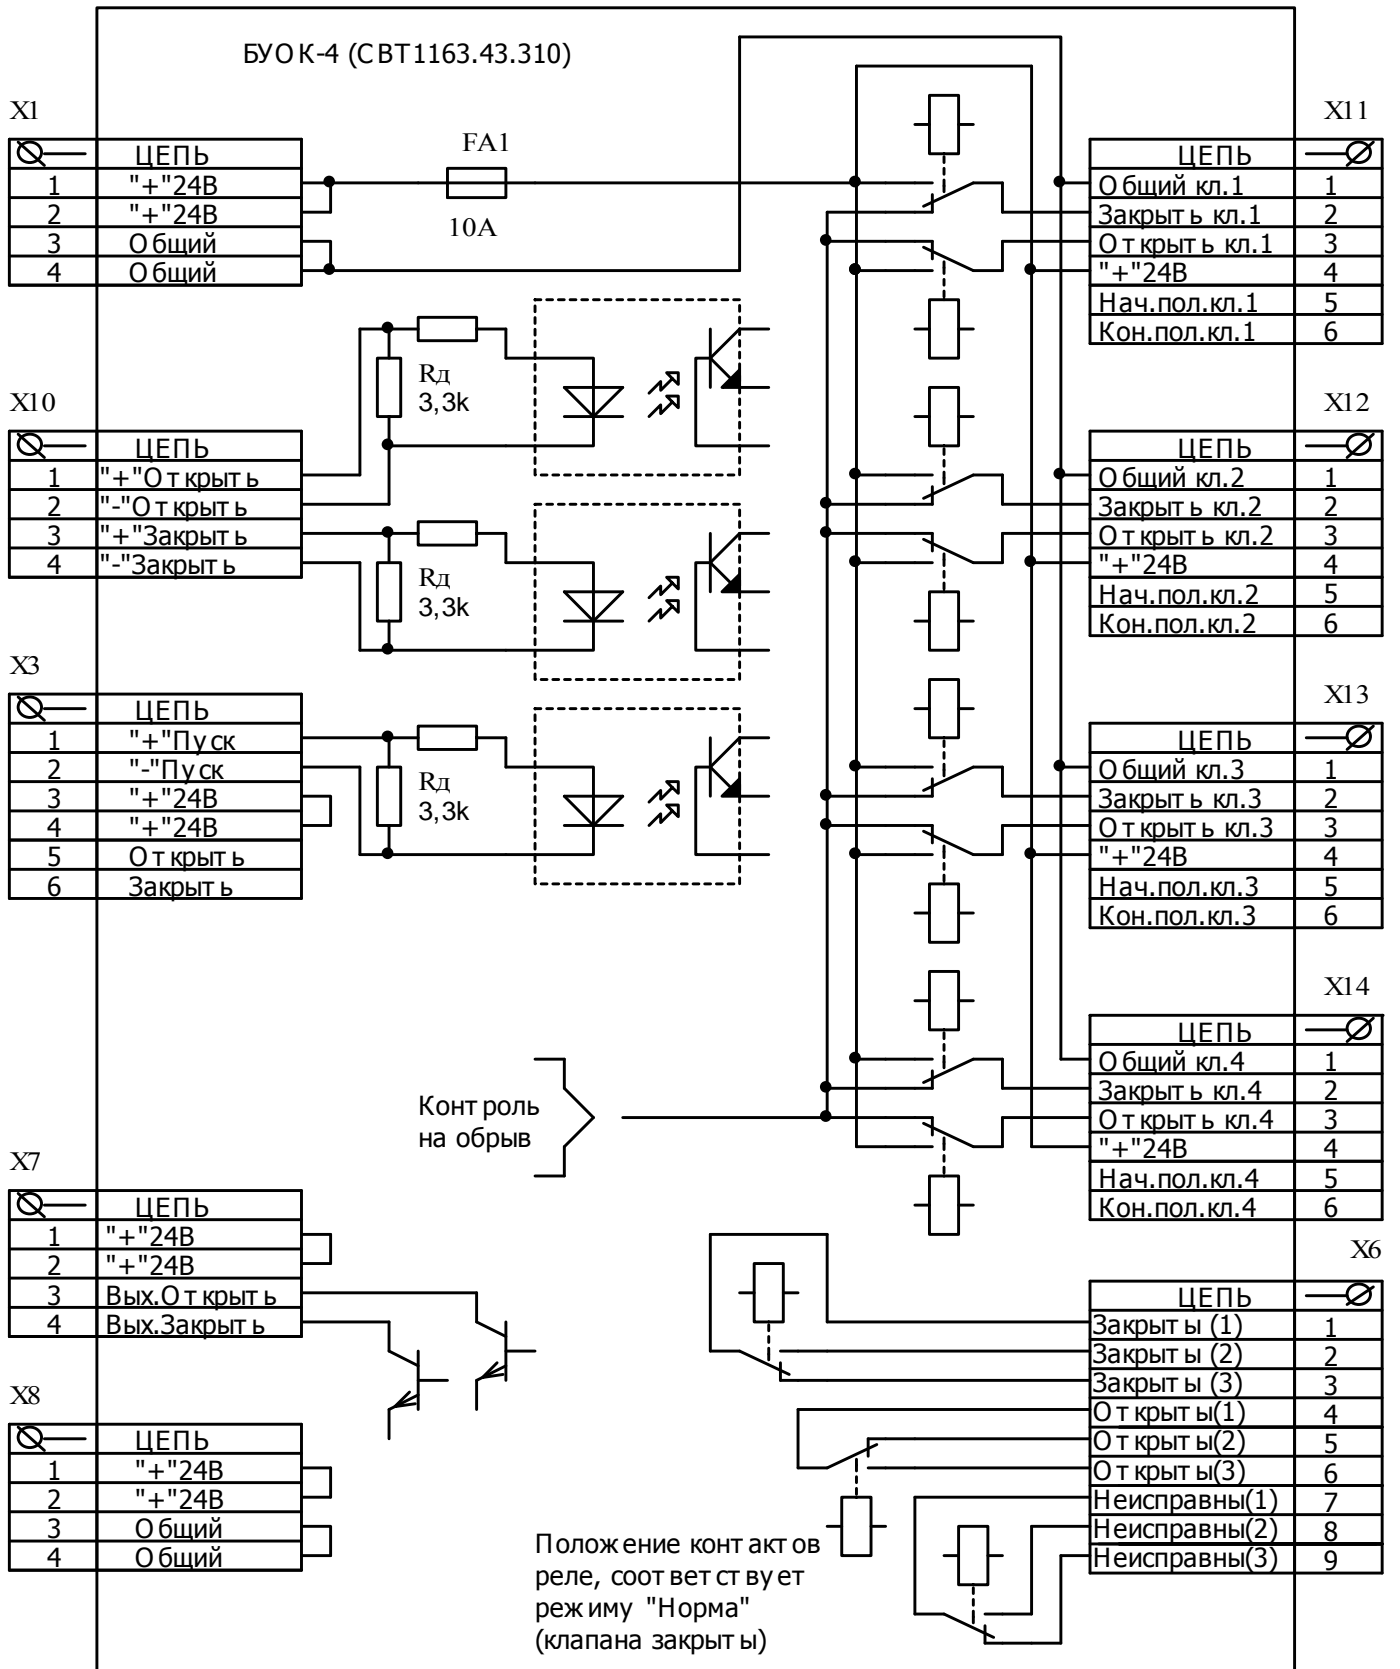 БУОК-4 (СВТ1163.43.310)
X1
ЦЕПЬ
1 "+"24В
2 "+"24В
3 Общий
4 Общий
FA1
10A
Rд
3,3k
X10
ЦЕПЬ
1 "+"Открыть
2 "-"Открыть
3 "+"Закрыть
4 "-"Закрыть
Rд
3,3k
X3
ЦЕПЬ
1 "+"Пуск
2 "-"Пуск
3 "+"24В
4 "+"24В
5 Открыть
6 Закрыть
Rд
3,3k
Контроль
на обрыв
X7
ЦЕПЬ
1 "+"24В
2 "+"24В
3 Вых.Открыть
4 Вых.Закрыть
X8
ЦЕПЬ
1 "+"24В
2 "+"24В
3 Общий
4 Общий
Положение контактов
реле, соответствует
режиму "Норма"
(клапана закрыты)
X11
ЦЕПЬ
Общий кл.1 1
Закрыть кл.1 2
Открыть кл.1 3
"+"24В 4
Нач.пол.кл.1 5
Кон.пол.кл.1 6
X12
ЦЕПЬ
Общий кл.2 1
Закрыть кл.2 2
Открыть кл.2 3
"+"24В 4
Нач.пол.кл.2 5
Кон.пол.кл.2 6
X13
ЦЕПЬ
Общий кл.3 1
Закрыть кл.3 2
Открыть кл.3 3
"+"24В 4
Нач.пол.кл.3 5
Кон.пол.кл.3 6
X14
ЦЕПЬ
Общий кл.4 1
Закрыть кл.4 2
Открыть кл.4 3
"+"24В 4
Нач.пол.кл.4 5
Кон.пол.кл.4 6
X6
ЦЕПЬ
Закрыты (1) 1
Закрыты (2) 2
Закрыты (3) 3
Открыты(1) 4
Открыты(2) 5
Открыты(3) 6
Неисправны(1) 7
Неисправны(2) 8
Неисправны(3) 9